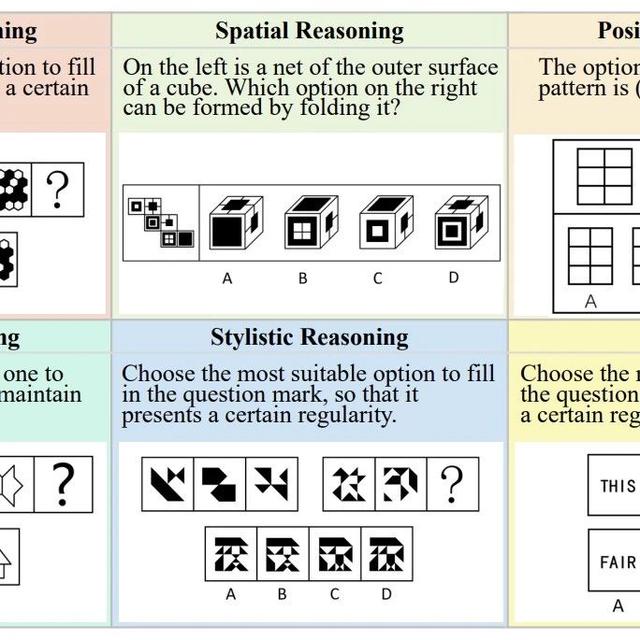 ning
tion to fill
a certain
?
Spatial Reasoning
On the left is a net of the outer surface
of a cube. Which option on the right
can be formed by folding it?
A B C D
Posi
The option
pattern is (
A
ng
one to
maintain
?
Stylistic Reasoning
Choose the most suitable option to fill
in the question mark, so that it
presents a certain regularity.
?
A B C D
Choose the m
the question
a certain reg
THIS
FAIR
A